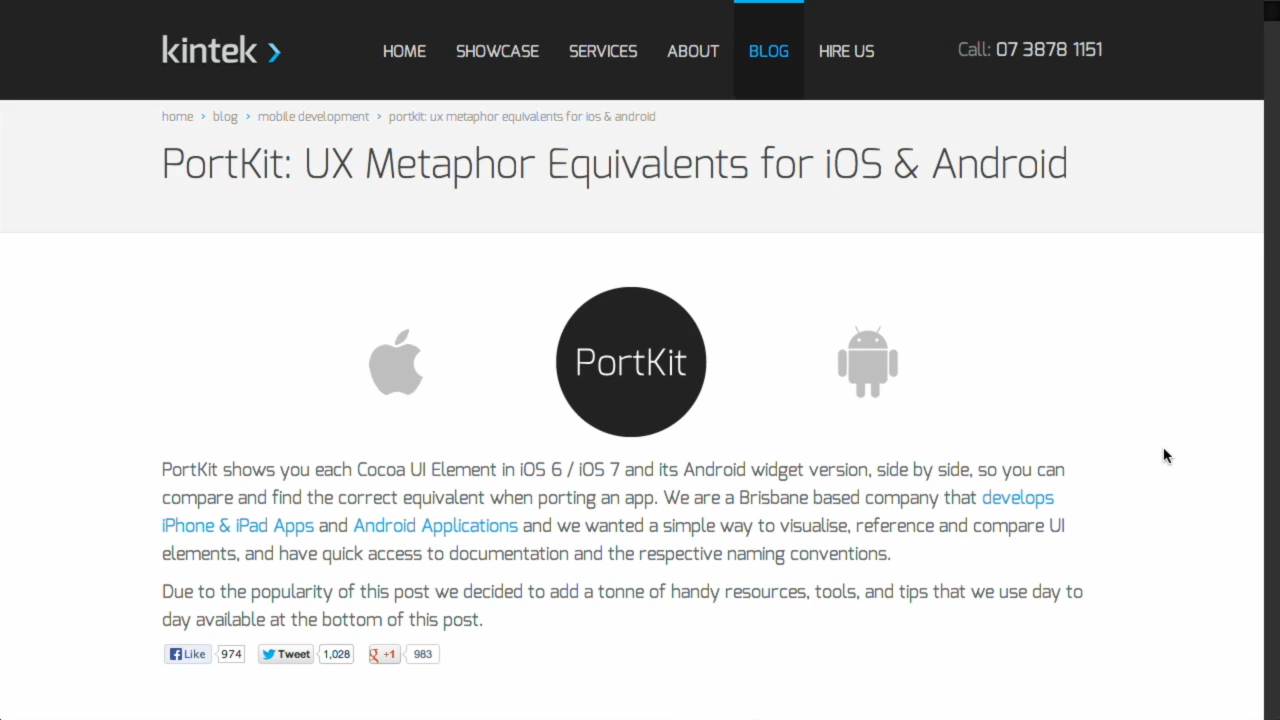 kintek
HOME SHOWCASE SERVICES ABOUT BLOG HIRE US
Call: 07 3878 1151
home › blog › mobile development › portkit: ux metaphor equivalents for ios & android
PortKit: UX Metaphor Equivalents for iOS & Android
PortKit
PortKit shows you each Cocoa UI Element in iOS 6 / iOS 7 and its Android widget version, side by side, so you can
compare and find the correct equivalent when porting an app. We are a Brisbane based company that develops
iPhone & iPad Apps and Android Applications and we wanted a simple way to visualise, reference and compare UI
elements, and have quick access to documentation and the respective naming conventions.
Due to the popularity of this post we decided to add a tonne of handy resources, tools, and tips that we use day to
day available at the bottom of this post.
Like 974 Tweet 1,028 +1 983